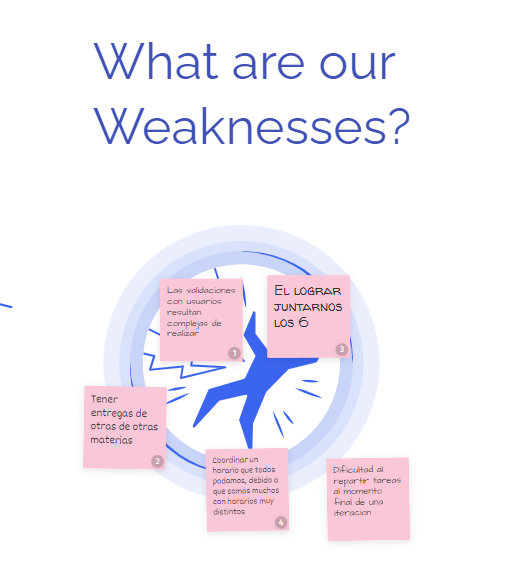 What are our
Weaknesses?
Las validaciones
con usuarios
resultan
complejas de
realizar
1
El lograr
juntarnos
los 6
3
Tener
entregas de
otras de otras
materias
2
Coordinar un
horario que todos
podamos, debido a
que somos muchos
con horarios muy
distintos
4
Dificultad al
repartir tareas
al momento
final de una
iteracion